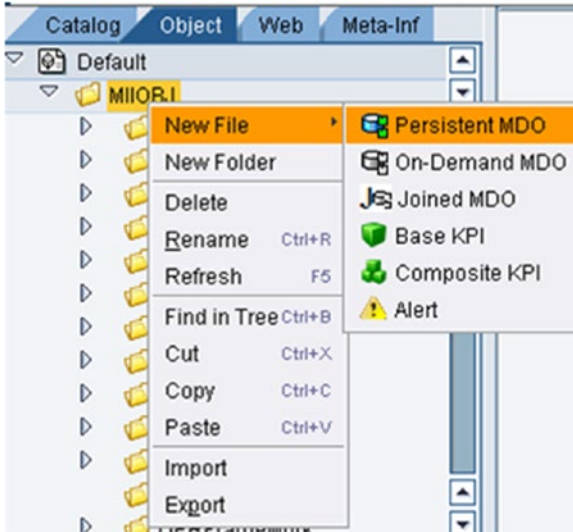 Catalog Object Web Meta-Inf
Default
MIIOBJ
New File
New Folder
Delete
Rename Ctrl+R
Refresh F5
Find in Tree Ctrl+B
Cut Ctrl+X
Copy Ctrl+C
Paste Ctrl+V
Import
Export
Persistent MDO
On-Demand MDO
Joined MDO
Base KPI
Composite KPI
Alert